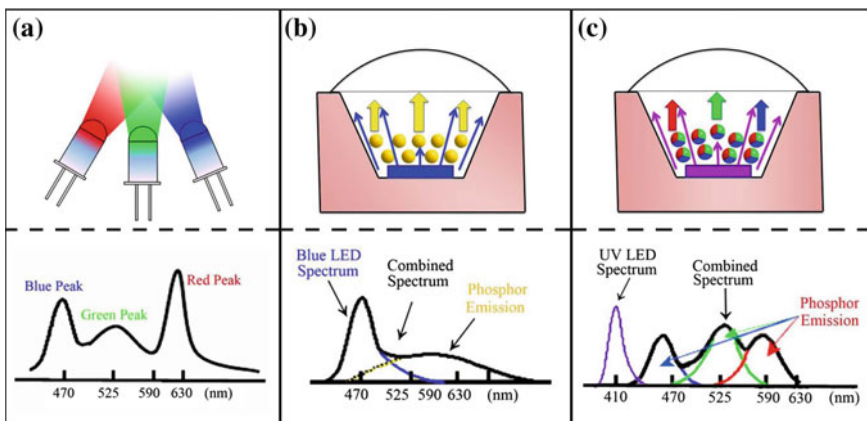 (a)
(b)
(c)
Blue Peak
Green Peak
Red Peak
470 525 590 630 (nm)
Blue LED
Spectrum
Combined
Spectrum
Phosphor
Emission
470 525 590 630 (nm)
UV LED
Spectrum
Combined
Spectrum
Phosphor
Emission
410 470 525 590 630 (nm)